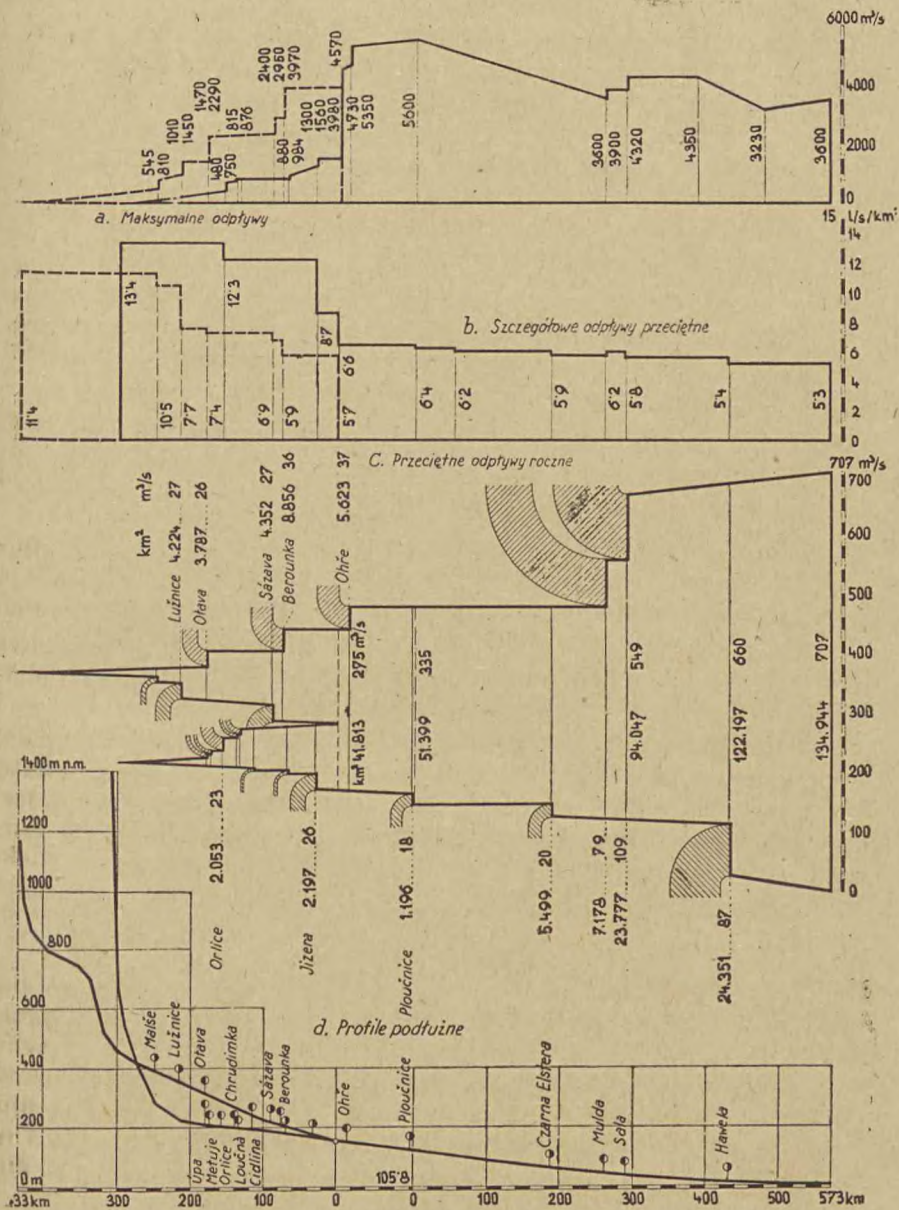 6000 m³/s
4000
2000
0
545
810
1010
1450
1470
2290
480
750
815
876
2400
2950
3970
880
984
1300
1560
3980
4570
4730
5350
5600
3600
3900
4320
4350
3230
3600
a. Maksymalne odpływy
15 l/s/km²
14
12
10
8
6
4
2
0
b. Szczegółowe odpływy przeciętne
11·4
13·4
10·5
7·7
7·4
12·3
6·9
5·9
8·7
6·6
5·7
6·4
6·2
5·9
6·2
5·8
5·4
5·3
C. Przeciętne odpływy roczne
707 m³/s
700
600
500
400
300
200
100
0
km² m³/s
Lužnice 4.224 27
Otava 3.787 26
Sázava 4.352 27
Berounka 8.856 36
Ohře 5.623 37
275 m³/s
km² 41.813
335
51.399
549
94.047
660
122.197
707
134.944
Orlice 2.053 23
Jizera 2.197 26
Ploučnice 1.196 18
5.499 20
7.178 79
23.777 109
24.351 87
1400 m n.m.
1200
1000
800
600
400
200
0 m
d. Profile podłużne
Malše
Lužnice
Otava
Chrudimka
Sázava
Berounka
Ohře
Ploučnice
Czarna Elstera
Mulda
Sala
Hawela
Úpa
Metuje
Orlice
Loučná
Cidlina
105·8
33 km
300
200
100
0
0
100
200
300
400
500
573 km